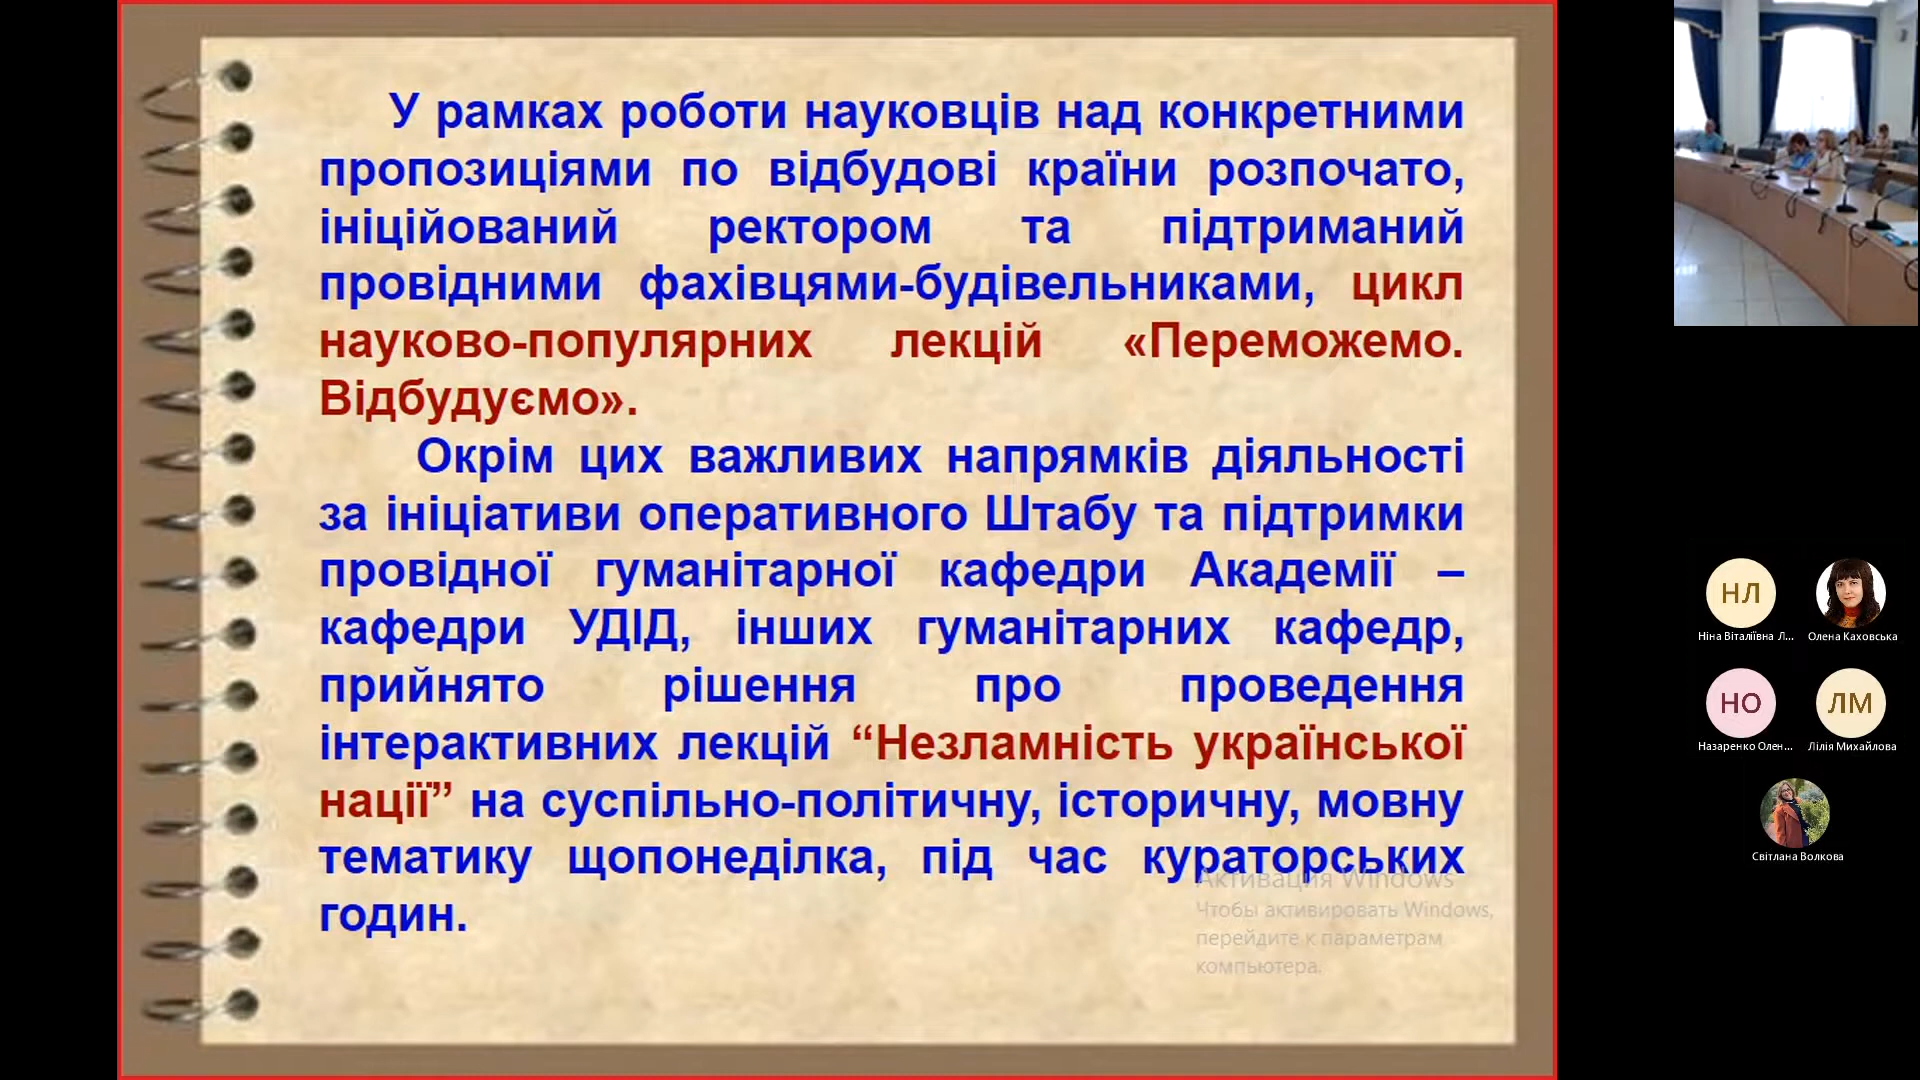 У рамках роботи науковців над конкретними
пропозиціями по відбудові країни розпочато,
ініційований ректором та підтриманий
провідними фахівцями-будівельниками, цикл
науково-популярних лекцій «Переможемо.
Відбудуємо».
Окрім цих важливих напрямків діяльності
за ініціативи оперативного Штабу та підтримки
провідної гуманітарної кафедри Академії –
кафедри УДІД, інших гуманітарних кафедр,
прийнято рішення про проведення
інтерактивних лекцій “Незламність української
нації” на суспільно-політичну, історичну, мовну
тематику щопонеділка, під час кураторських
годин.
Активация Windows
Чтобы активировать Windows,
перейдите к параметрам
компьютера.
НЛ
Ніна Віталіївна Л...
Олена Каховська
НО
Назаренко Олен...
ЛМ
Лілія Михайлова
Світлана Волкова